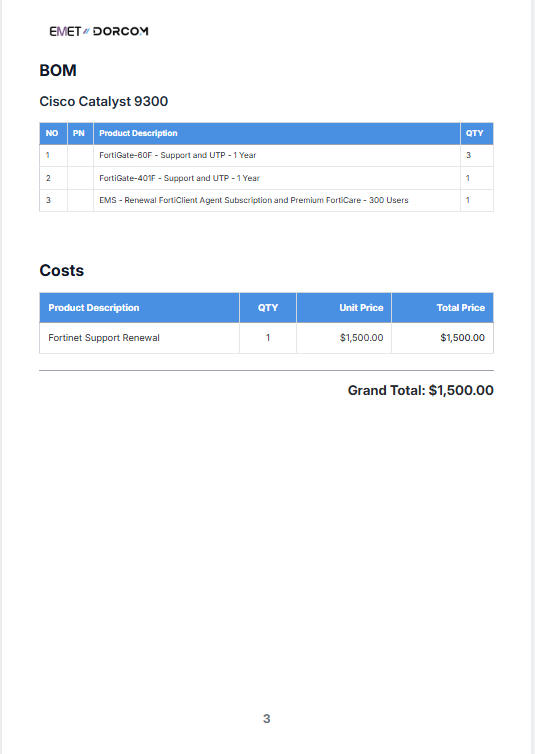 EMET DORCOM
BOM
Cisco Catalyst 9300
NO PN Product Description QTY
1 FortiGate-60F - Support and UTP - 1 Year 3
2 FortiGate-401F - Support and UTP - 1 Year 1
3 EMS - Renewal FortiClient Agent Subscription and Premium FortiCare - 300 Users 1
Costs
Product Description QTY Unit Price Total Price
Fortinet Support Renewal 1 $1,500.00 $1,500.00
Grand Total: $1,500.00
3